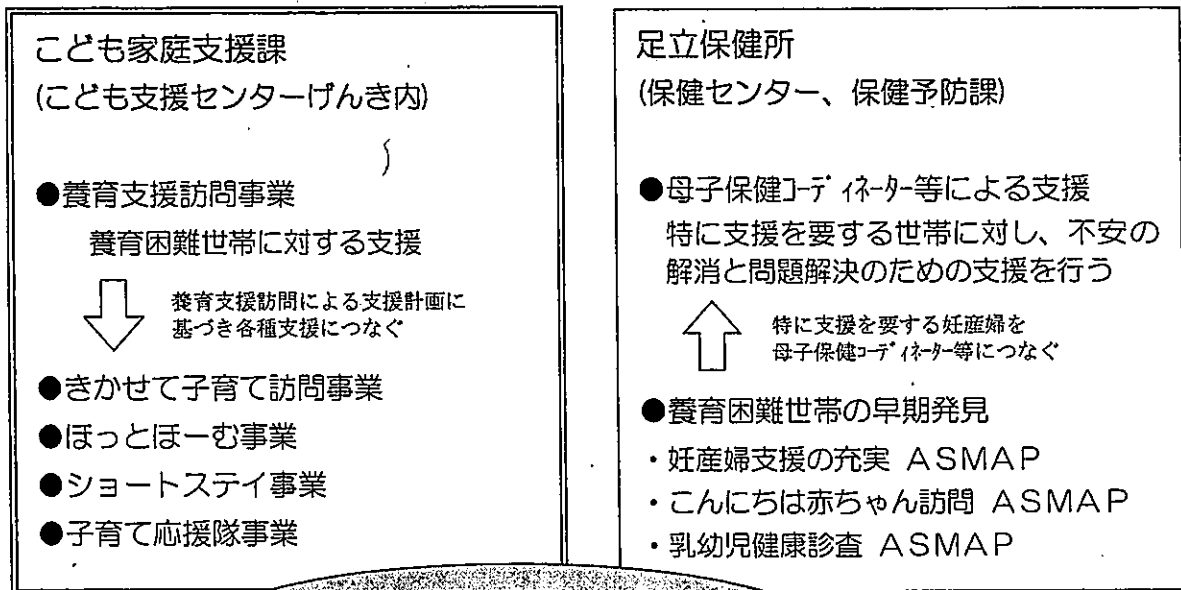 こども家庭支援課
(こども支援センターげんき内)
●養育支援訪問事業
養育困難世帯に対する支援
養育支援訪問による支援計画に
基づき各種支援につなぐ
●きかせて子育て訪問事業
●ほっとほーむ事業
●ショートステイ事業
●子育て応援隊事業
足立保健所
(保健センター、保健予防課)
●母子保健ｺｰﾃﾞｨﾈｰﾀｰ等による支援
特に支援を要する世帯に対し、不安の
解消と問題解決のための支援を行う
特に支援を要する妊産婦を
母子保健ｺｰﾃﾞｨﾈｰﾀｰ等につなぐ
●養育困難世帯の早期発見
・妊産婦支援の充実 ＡＳＭＡＰ
・こんにちは赤ちゃん訪問 ＡＳＭＡＰ
・乳幼児健康診査 ＡＳＭＡＰ